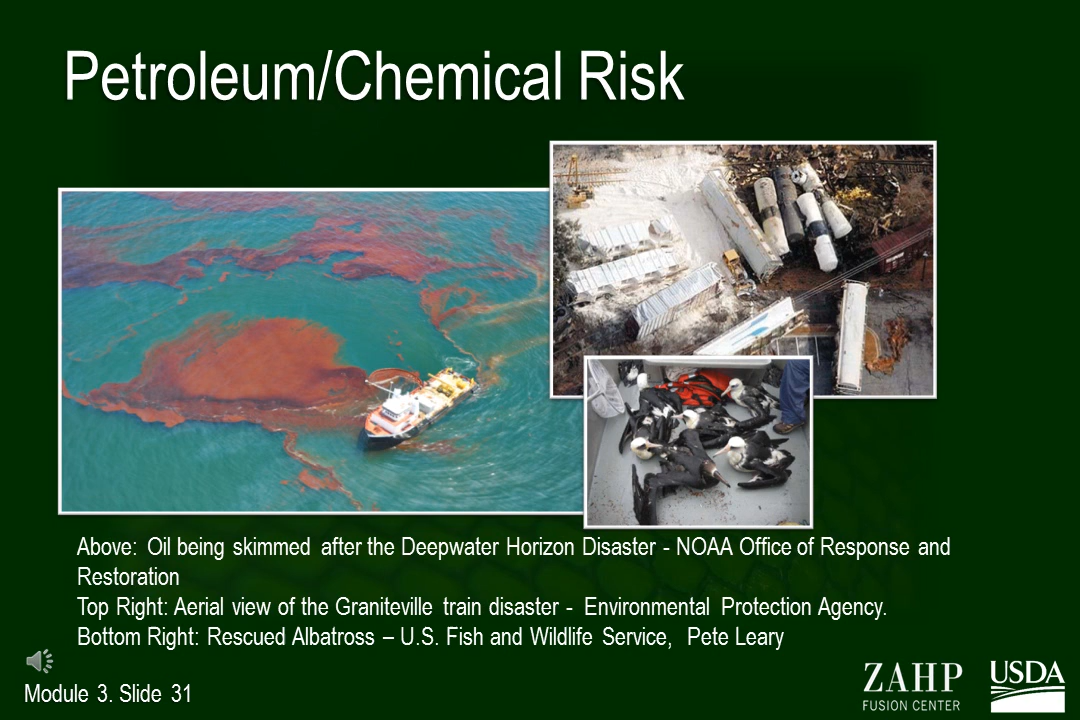 Petroleum/Chemical Risk
Above: Oil being skimmed after the Deepwater Horizon Disaster - NOAA Office of Response and
Restoration
Top Right: Aerial view of the Graniteville train disaster - Environmental Protection Agency.
Bottom Right: Rescued Albatross – U.S. Fish and Wildlife Service, Pete Leary
Module 3. Slide 31
ZAHP
FUSION CENTER
USDA